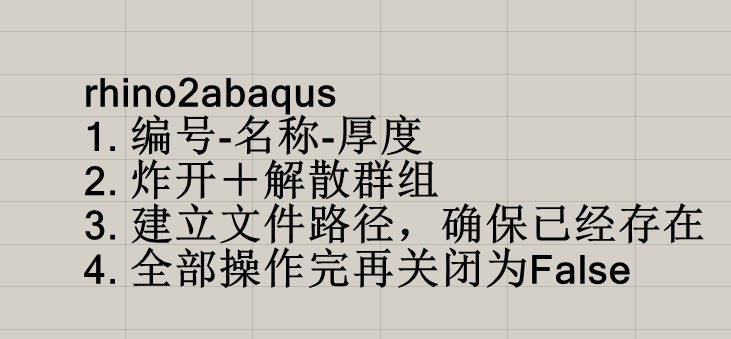 rhino2abaqus
1. 编号-名称-厚度
2. 炸开＋解散群组
3. 建立文件路径，确保已经存在
4. 全部操作完再关闭为False